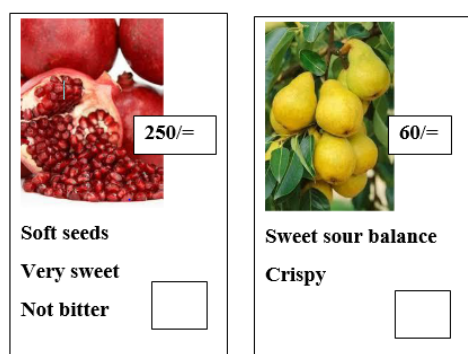 250/=
Soft seeds
Very sweet
Not bitter
60/=
Sweet sour balance
Crispy